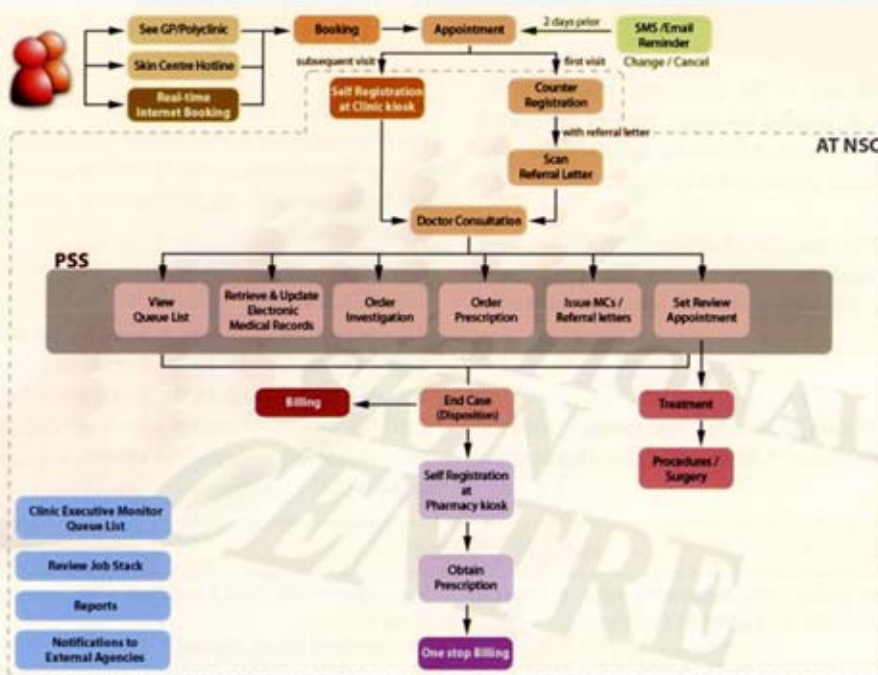 See GP/Polyclinic
Booking
Appointment
2 days prior
SMS /Email
Reminder
Change / Cancel
Skin Centre Hotline
Real-time
Internet Booking
subsequent visit
first visit
Self Registration
at Clinic kiosk
Counter
Registration
with referral letter
AT NSC
Scan
Referral Letter
Doctor Consultation
PSS
View
Queue List
Retrieve & Update
Electronic
Medical Records
Order
Investigation
Order
Prescription
Issue MCs /
Referral letters
Set Review
Appointment
Billing
End Case
(Disposition)
Treatment
Procedures /
Surgery
Self Registration
at
Pharmacy kiosk
Obtain
Prescription
One stop Billing
Clinic Executive Monitor
Queue List
Review Job Stack
Reports
Notifications to
External Agencies
SKIN
CENTRE